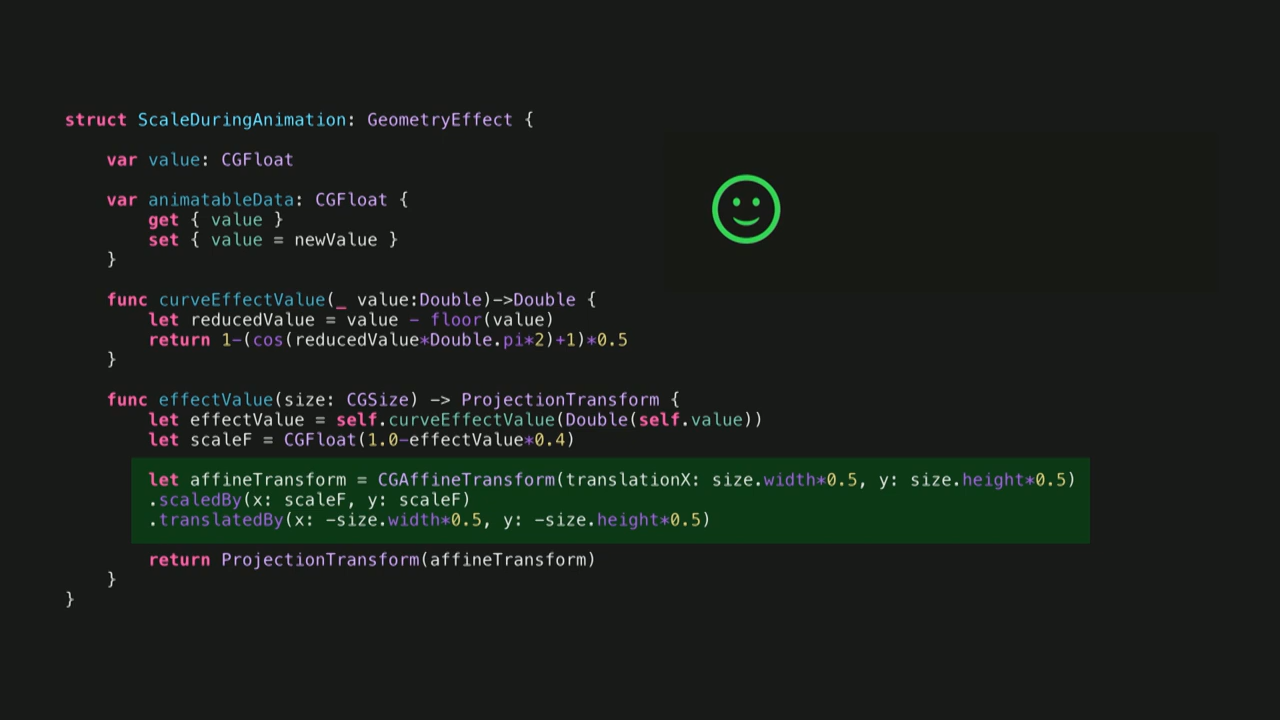 struct ScaleDuringAnimation: GeometryEffect {
var value: CGFloat
var animatableData: CGFloat {
get { value }
set { value = newValue }
}
func curveEffectValue(_ value:Double)->Double {
let reducedValue = value - floor(value)
return 1-(cos(reducedValue*Double.pi*2)+1)*0.5
}
func effectValue(size: CGSize) -> ProjectionTransform {
let effectValue = self.curveEffectValue(Double(self.value))
let scaleF = CGFloat(1.0-effectValue*0.4)
let affineTransform = CGAffineTransform(translationX: size.width*0.5, y: size.height*0.5)
.scaledBy(x: scaleF, y: scaleF)
.translatedBy(x: -size.width*0.5, y: -size.height*0.5)
return ProjectionTransform(affineTransform)
}
}